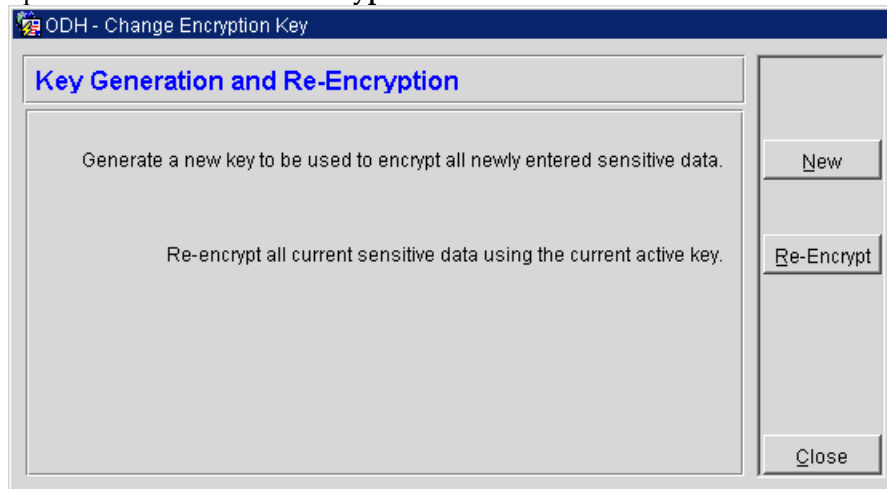 ODH - Change Encryption Key
Key Generation and Re-Encryption
Generate a new key to be used to encrypt all newly entered sensitive data.
New
Re-encrypt all current sensitive data using the current active key.
Re-Encrypt
Close